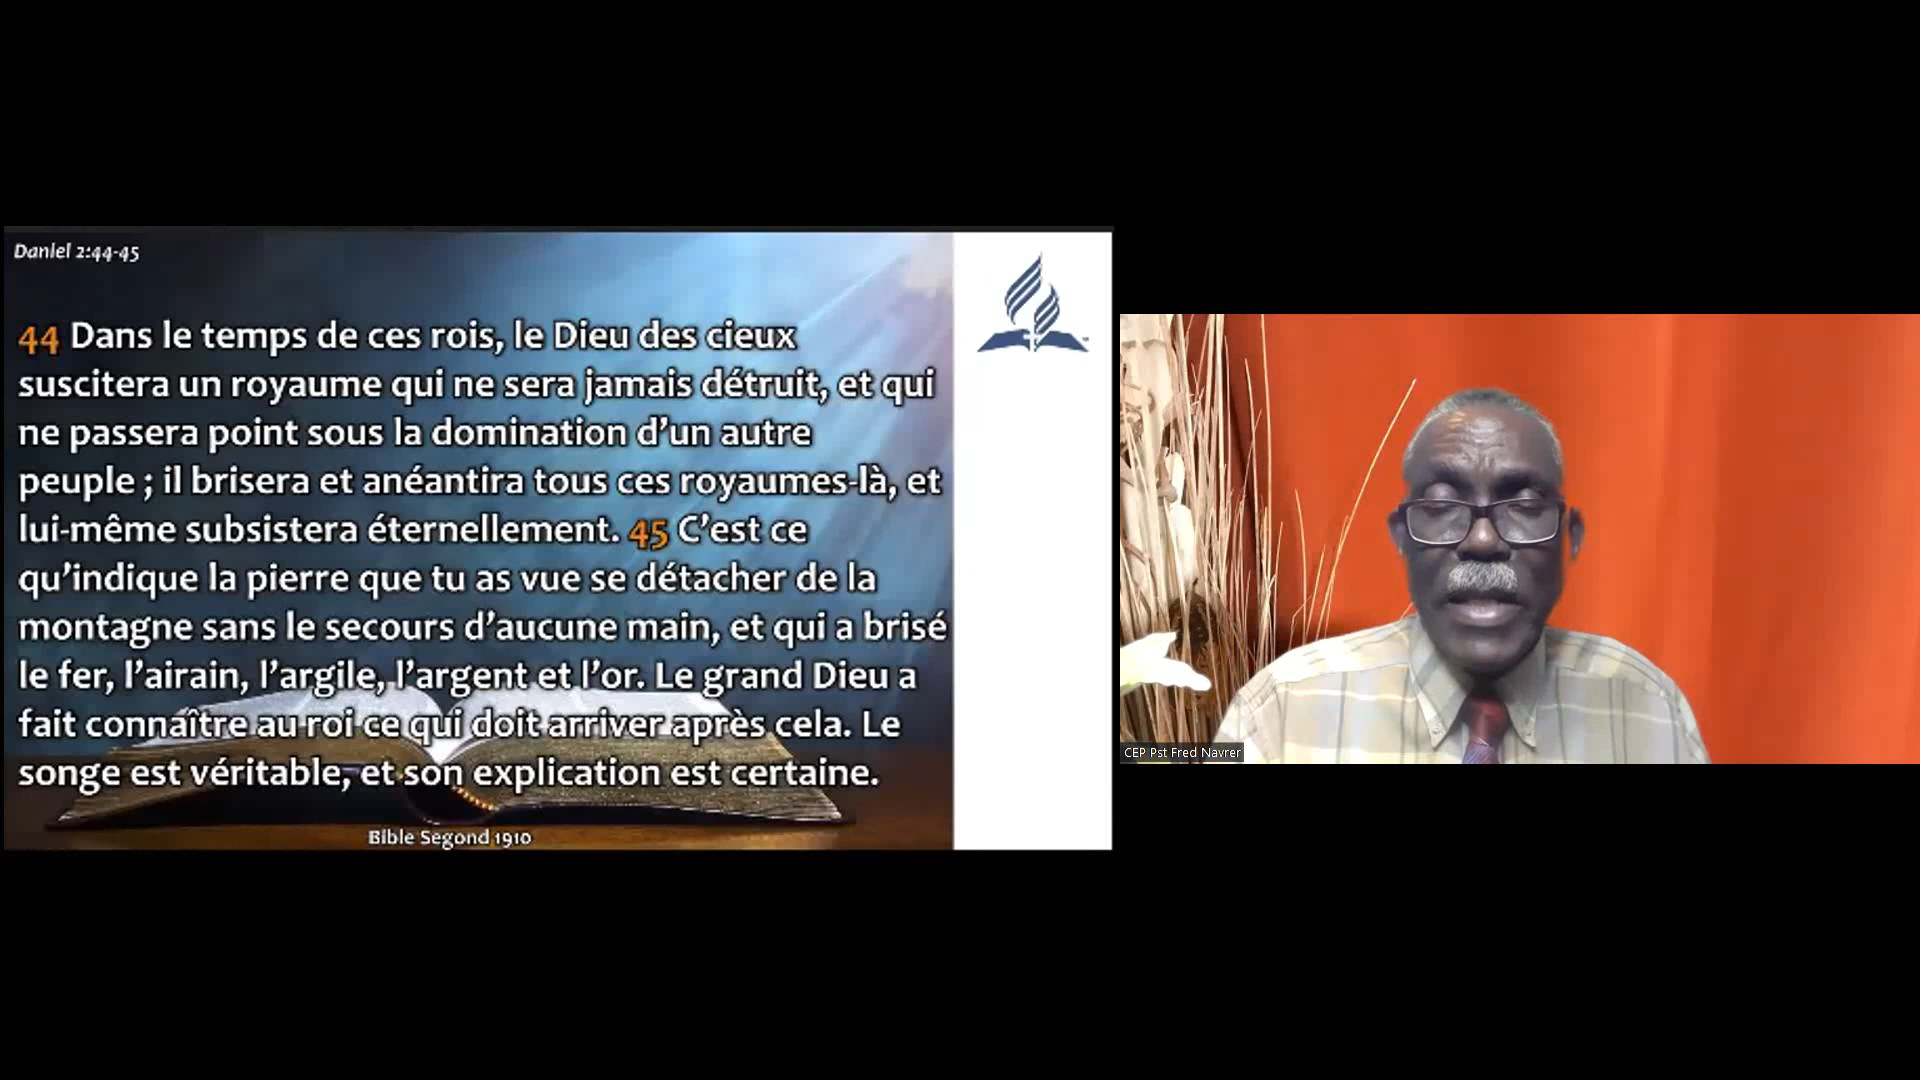 Daniel 2:44-45
44 Dans le temps de ces rois, le Dieu des cieux
suscitera un royaume qui ne sera jamais détruit, et qui
ne passera point sous la domination d’un autre
peuple ; il brisera et anéantira tous ces royaumes-là, et
lui-même subsistera éternellement. 45 C’est ce
qu’indique la pierre que tu as vue se détacher de la
montagne sans le secours d’aucune main, et qui a brisé
le fer, l’airain, l’argile, l’argent et l’or. Le grand Dieu a
fait connaître au roi ce qui doit arriver après cela. Le
songe est véritable, et son explication est certaine.
Bible Segond 1910
CEP Pst Fred Navrer